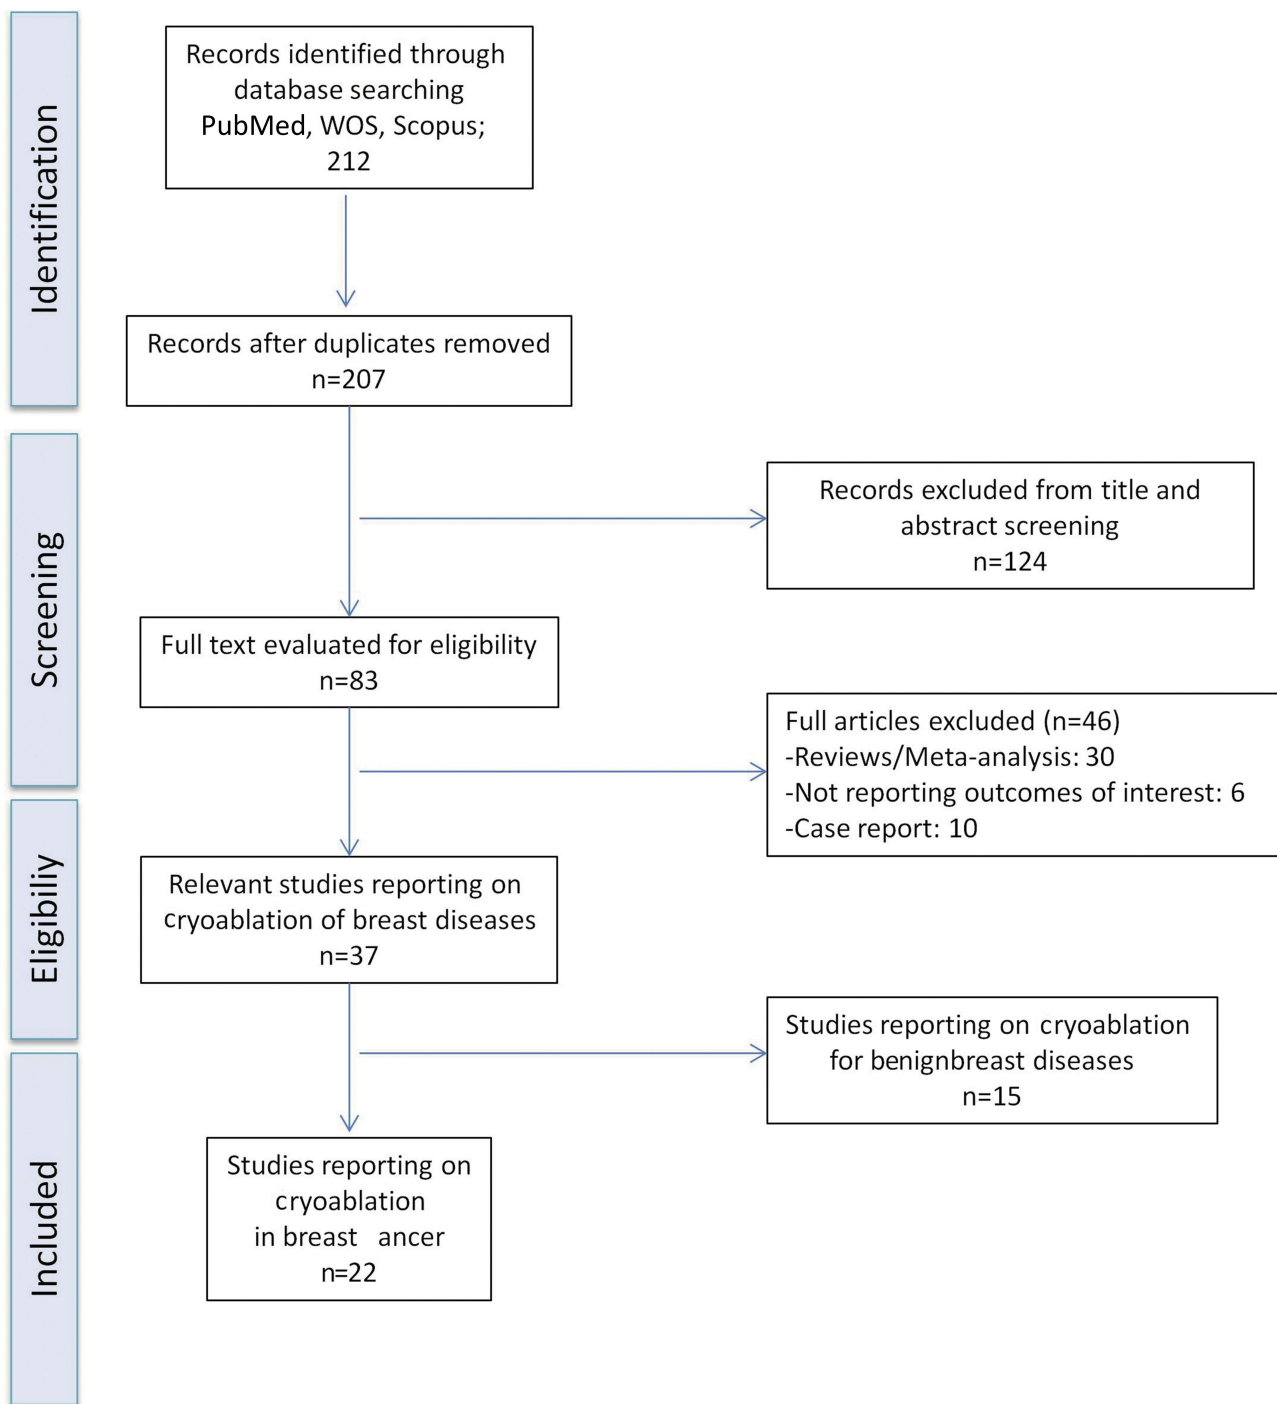 Identification
Records identified through
database searching
PubMed, WOS, Scopus;
212
Records after duplicates removed
n=207
Screening
Records excluded from title and
abstract screening
n=124
Full text evaluated for eligibility
n=83
Full articles excluded (n=46)
-Reviews/Meta-analysis: 30
-Not reporting outcomes of interest: 6
-Case report: 10
Eligibiliy
Relevant studies reporting on
cryoablation of breast diseases
n=37
Studies reporting on cryoablation
for benignbreast diseases
n=15
Included
Studies reporting on
cryoablation
in breast ancer
n=22